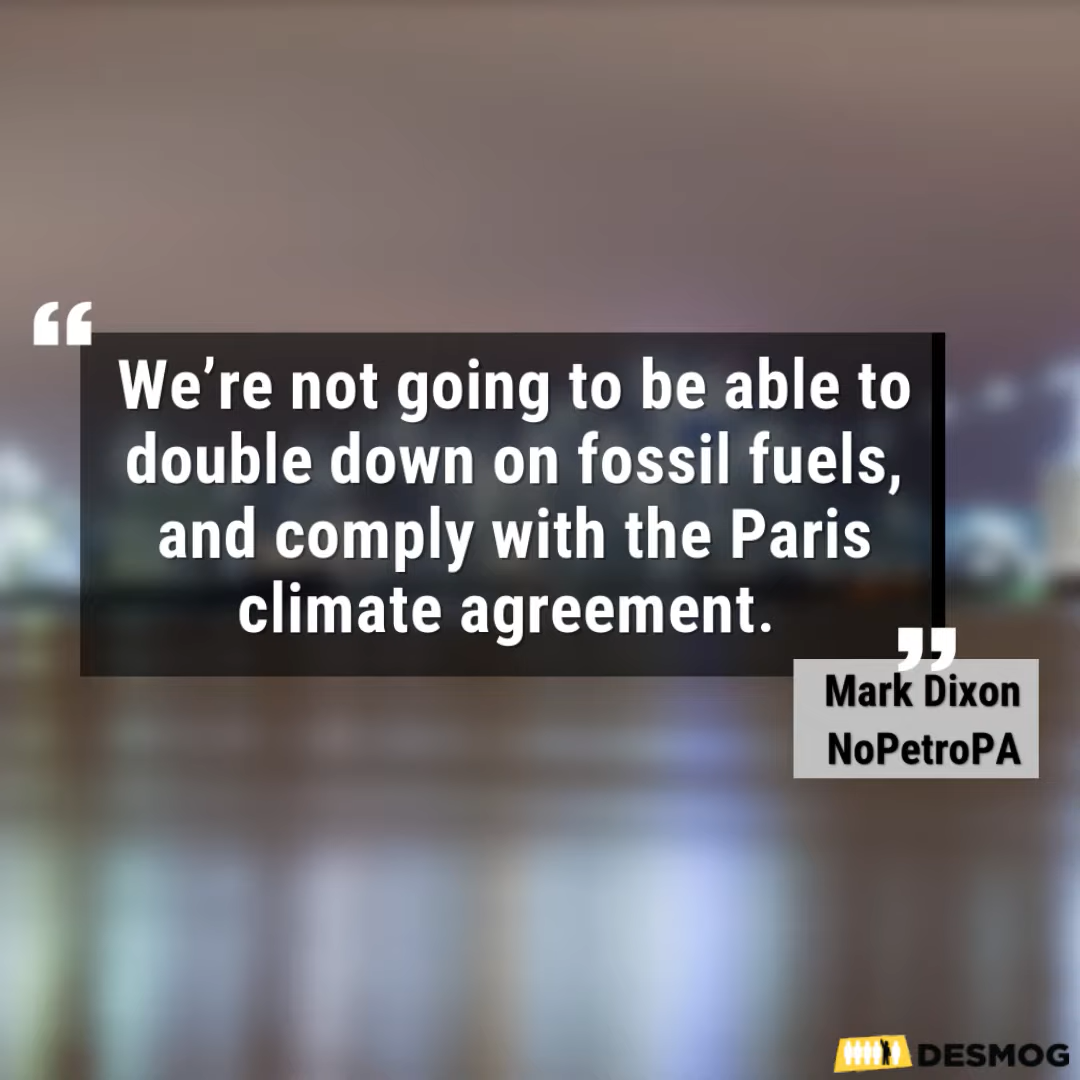 “
We’re not going to be able to
double down on fossil fuels,
and comply with the Paris
climate agreement.
”
Mark Dixon
NoPetroPA
DESMOG